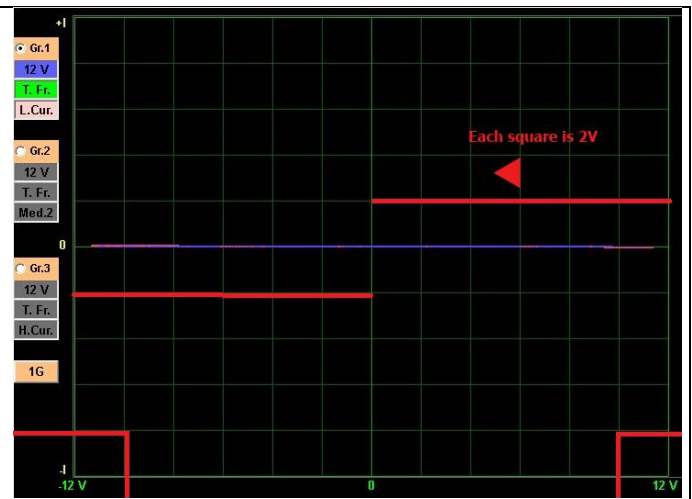 +I
Gr.1
12 V
T. Fr.
L.Cur.
Each square is 2V
Gr.2
12 V
T. Fr.
Med.2
0
Gr.3
12 V
T. Fr.
H.Cur.
1G
-I
-12 V
0
12 V